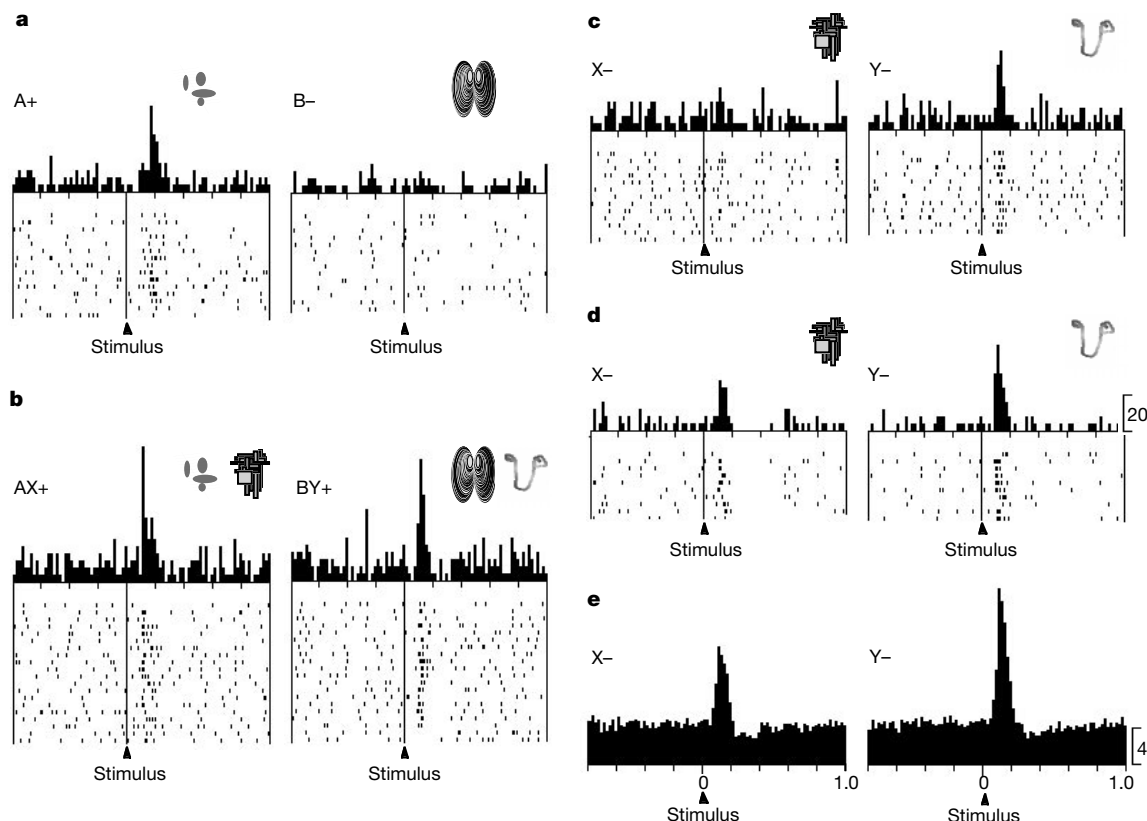 a
A+
B–
Stimulus
Stimulus
b
AX+
BY+
Stimulus
Stimulus
c
X–
Y–
Stimulus
Stimulus
d
X–
Y–
20
Stimulus
Stimulus
e
X–
Y–
4
0
1.0
0
1.0
Stimulus
Stimulus